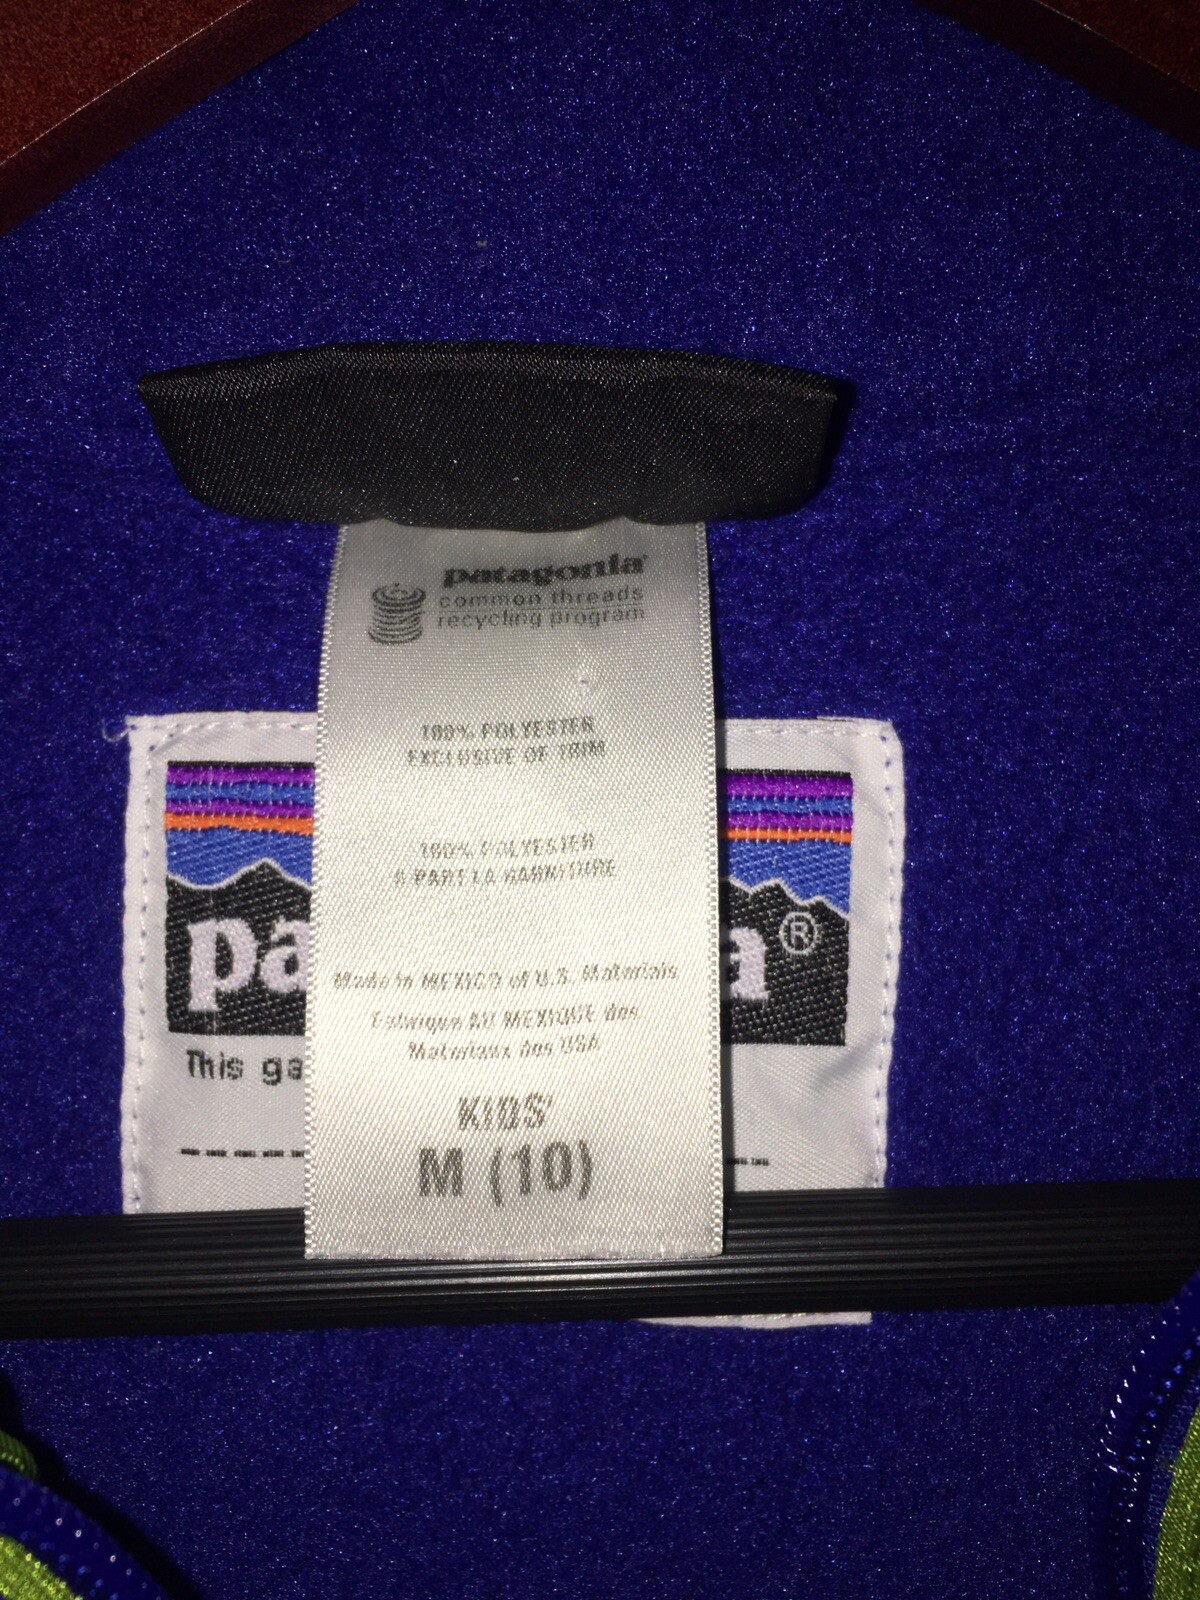 patagonia®
common threads
recycling program
100% POLYESTER
EXCLUSIVE OF TRIM
100% POLYESTER
A PART LA GARNITURE
Made in MEXICO of U.S. Materials
Fabrique AU MEXIQUE des
Materiaux des USA
KIDS'
M (10)
pa a®
This ga